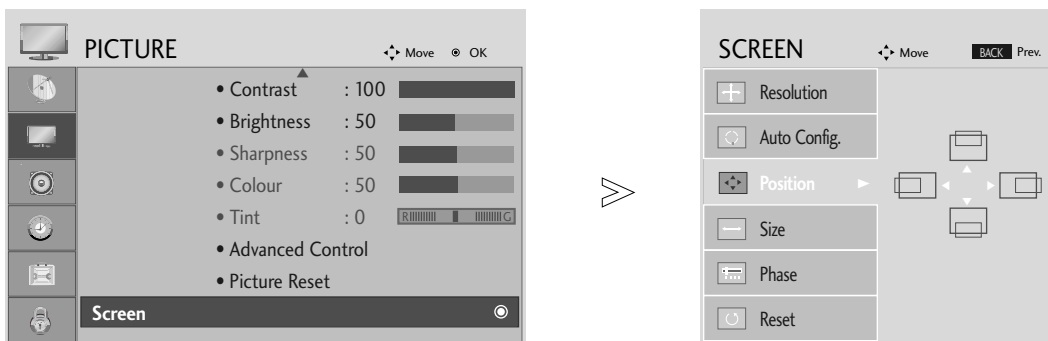 PICTURE
Move
OK
• Contrast : 100
• Brightness : 50
• Sharpness : 50
• Colour : 50
• Tint : 0 R G
• Advanced Control
• Picture Reset
Screen
SCREEN
Move
BACK Prev.
Resolution
Auto Config.
Position
Size
Phase
Reset